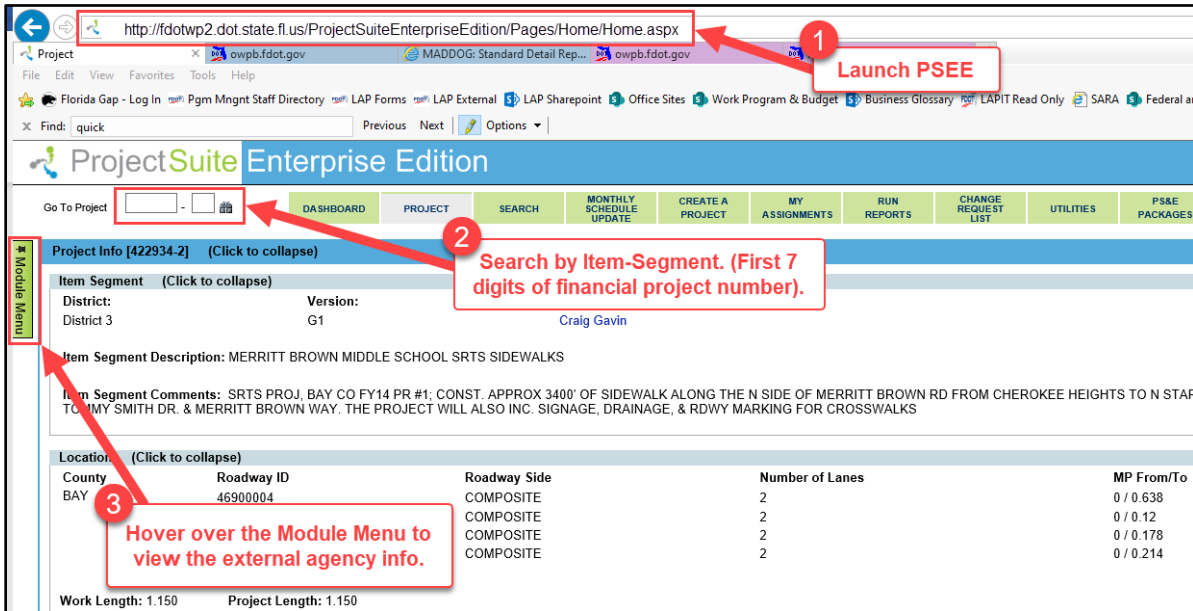 http://fdotwp2.dot.state.fl.us/ProjectSuiteEnterpriseEdition/Pages/Home/Home.aspx
1
Launch PSEE
Project × owpb.fdot.gov MADDOG: Standard Detail Rep... owpb.fdot.gov
File Edit View Favorites Tools Help
Florida Gap - Log In Pgm Mngnt Staff Directory LAP Forms LAP External LAP Sharepoint Office Sites Work Program & Budget Business Glossary LAPIT Read Only SARA Federal a
X Find: quick Previous Next Options
ProjectSuite Enterprise Edition
Go To Project - DASHBOARD PROJECT SEARCH MONTHLY SCHEDULE UPDATE CREATE A PROJECT MY ASSIGNMENTS RUN REPORTS CHANGE REQUEST LIST UTILITIES PS&E PACKAGES
2
Search by Item-Segment. (First 7
digits of financial project number).
Module Menu
Project Info [422934-2] (Click to collapse)
Item Segment (Click to collapse)
District: Version:
District 3 G1 Craig Gavin
Item Segment Description: MERRITT BROWN MIDDLE SCHOOL SRTS SIDEWALKS
Item Segment Comments: SRTS PROJ, BAY CO FY14 PR #1; CONST. APPROX 3400' OF SIDEWALK ALONG THE N SIDE OF MERRITT BROWN RD FROM CHEROKEE HEIGHTS TO N STAR
TOMMY SMITH DR. & MERRITT BROWN WAY. THE PROJECT WILL ALSO INC. SIGNAGE, DRAINAGE, & RDWY MARKING FOR CROSSWALKS
Location (Click to collapse)
County Roadway ID Roadway Side Number of Lanes MP From/To
BAY 46900004 COMPOSITE 2 0 / 0.638
COMPOSITE 2 0 / 0.12
COMPOSITE 2 0 / 0.178
COMPOSITE 2 0 / 0.214
3
Hover over the Module Menu to
view the external agency info.
Work Length: 1.150 Project Length: 1.150